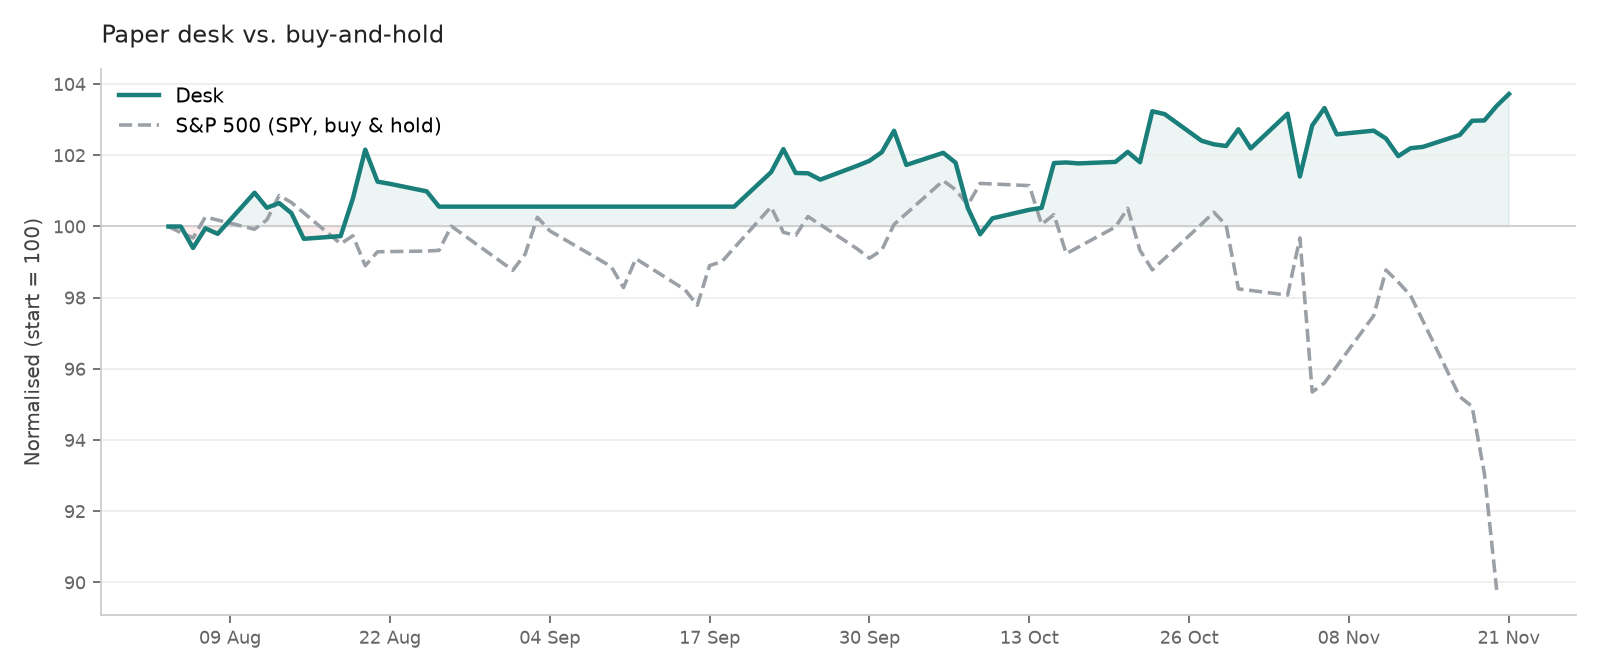 Paper desk vs. buy-and-hold
Desk
S&P 500 (SPY, buy & hold)
Normalised (start = 100)
104
102
100
98
96
94
92
90
09 Aug
22 Aug
04 Sep
17 Sep
30 Sep
13 Oct
26 Oct
08 Nov
21 Nov